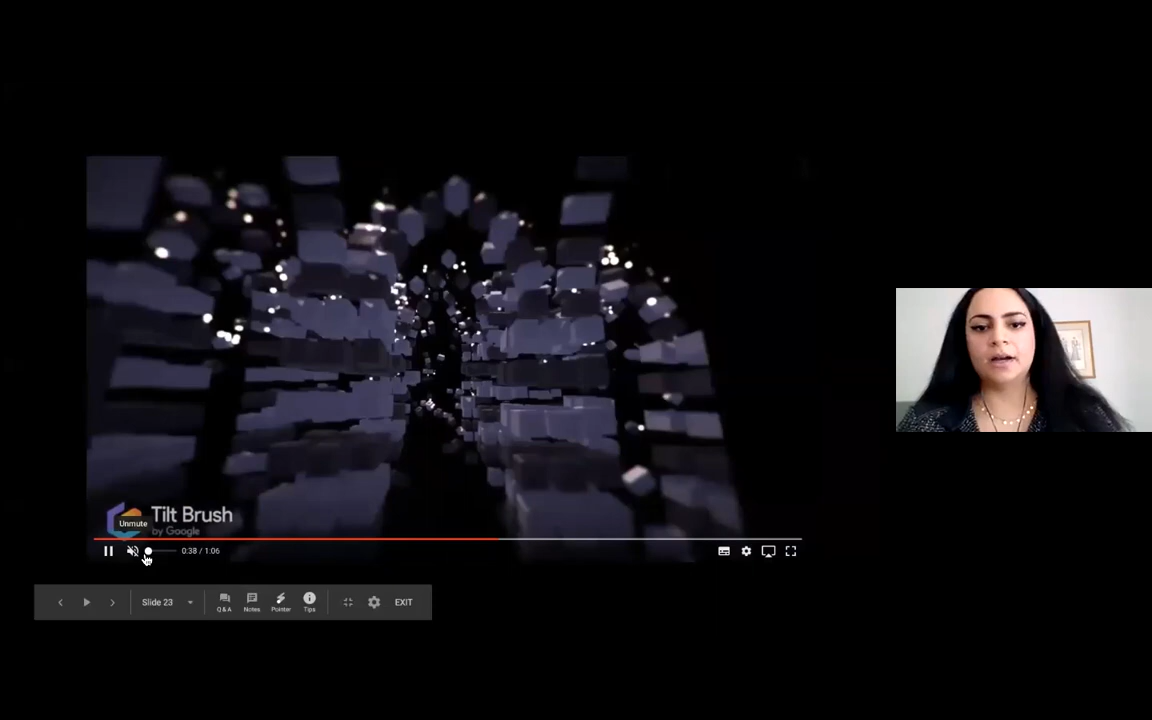 Tilt Brush
by Google
Unmute
0:38 / 1:06
Slide 23
Q&A
Notes
Pointer
Tips
EXIT